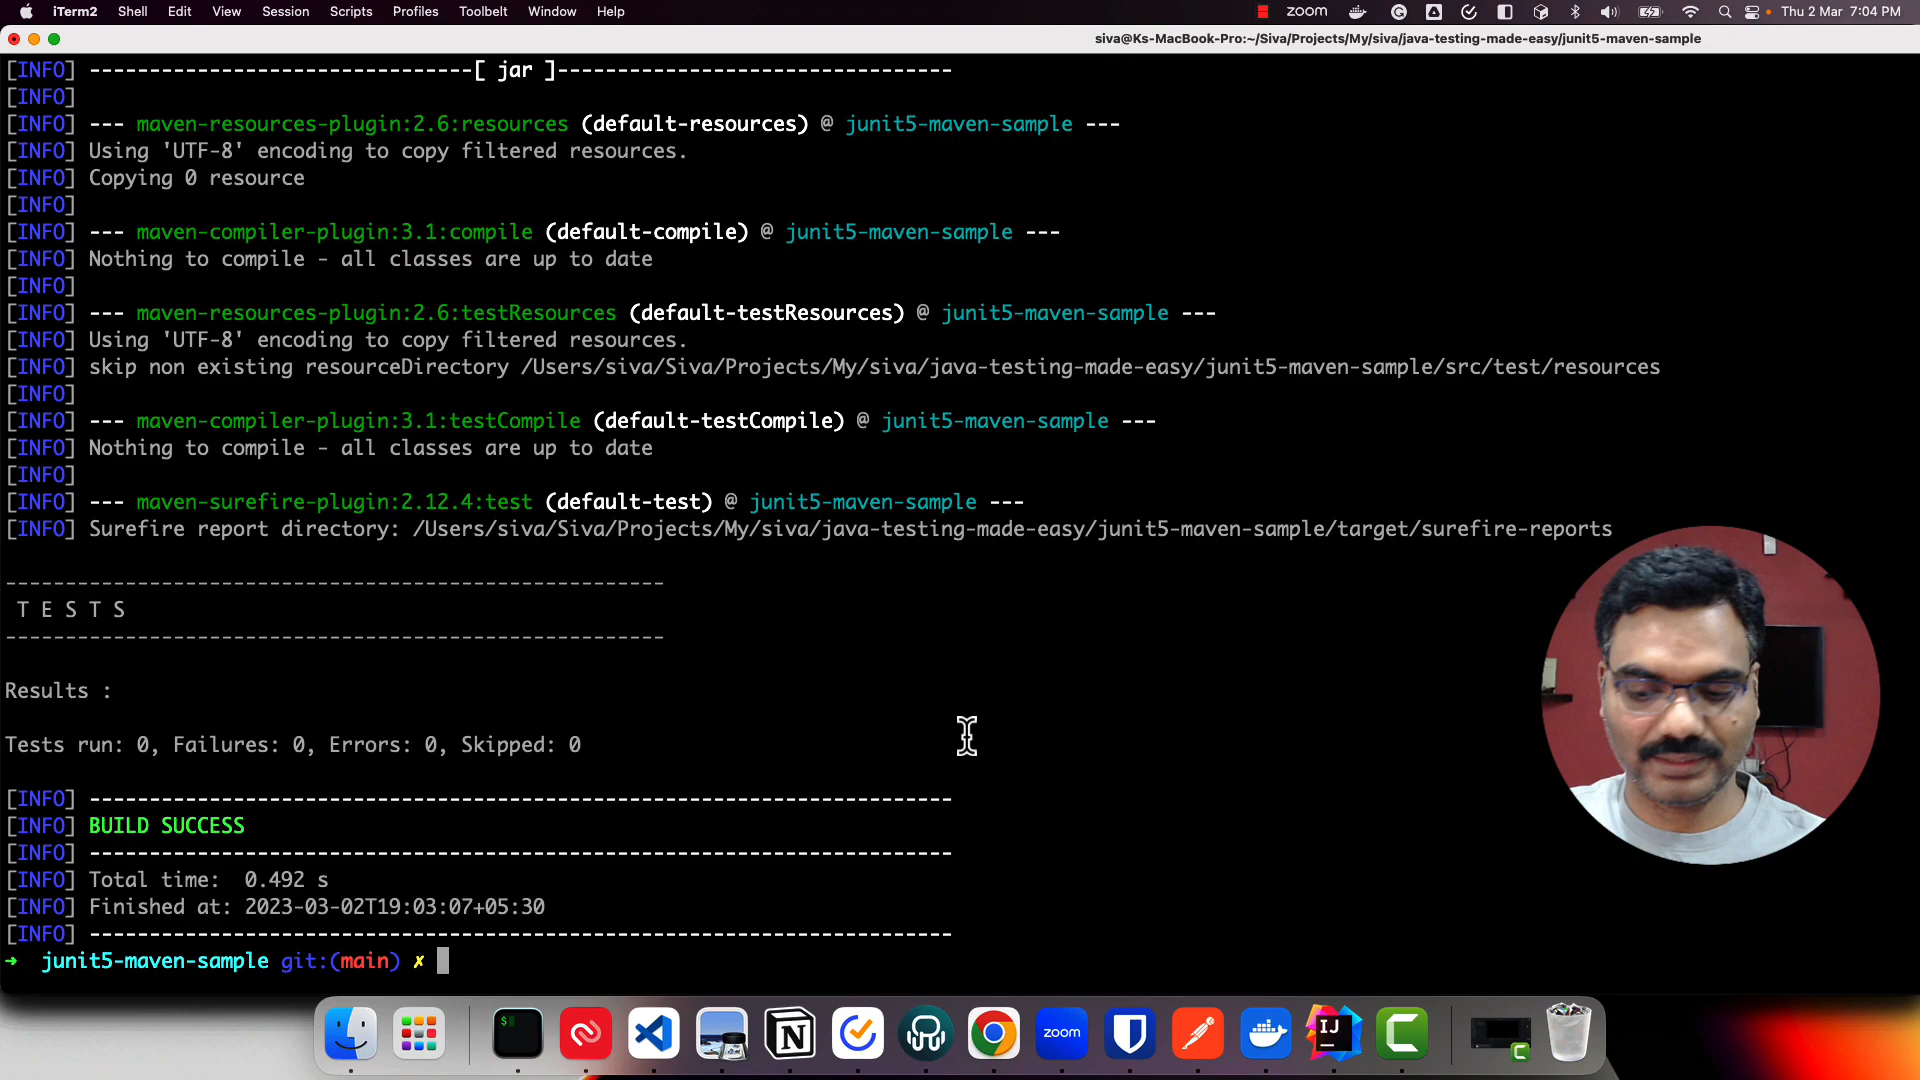 iTerm2 Shell Edit View Session Scripts Profiles Toolbelt Window Help zoom Thu 2 Mar 7:04 PM
siva@Ks-MacBook-Pro:~/Siva/Projects/My/siva/java-testing-made-easy/junit5-maven-sample
[INFO] --------------------------------[ jar ]---------------------------------
[INFO]
[INFO] --- maven-resources-plugin:2.6:resources (default-resources) @ junit5-maven-sample ---
[INFO] Using 'UTF-8' encoding to copy filtered resources.
[INFO] Copying 0 resource
[INFO]
[INFO] --- maven-compiler-plugin:3.1:compile (default-compile) @ junit5-maven-sample ---
[INFO] Nothing to compile - all classes are up to date
[INFO]
[INFO] --- maven-resources-plugin:2.6:testResources (default-testResources) @ junit5-maven-sample ---
[INFO] Using 'UTF-8' encoding to copy filtered resources.
[INFO] skip non existing resourceDirectory /Users/siva/Siva/Projects/My/siva/java-testing-made-easy/junit5-maven-sample/src/test/resources
[INFO]
[INFO] --- maven-compiler-plugin:3.1:testCompile (default-testCompile) @ junit5-maven-sample ---
[INFO] Nothing to compile - all classes are up to date
[INFO]
[INFO] --- maven-surefire-plugin:2.12.4:test (default-test) @ junit5-maven-sample ---
[INFO] Surefire report directory: /Users/siva/Siva/Projects/My/siva/java-testing-made-easy/junit5-maven-sample/target/surefire-reports
-------------------------------------------------------
T E S T S
-------------------------------------------------------
Results :
Tests run: 0, Failures: 0, Errors: 0, Skipped: 0
[INFO] ------------------------------------------------------------------------
[INFO] BUILD SUCCESS
[INFO] ------------------------------------------------------------------------
[INFO] Total time:  0.492 s
[INFO] Finished at: 2023-03-02T19:03:07+05:30
[INFO] ------------------------------------------------------------------------
➜ junit5-maven-sample git:(main) ✗
$ N zoom IJ C